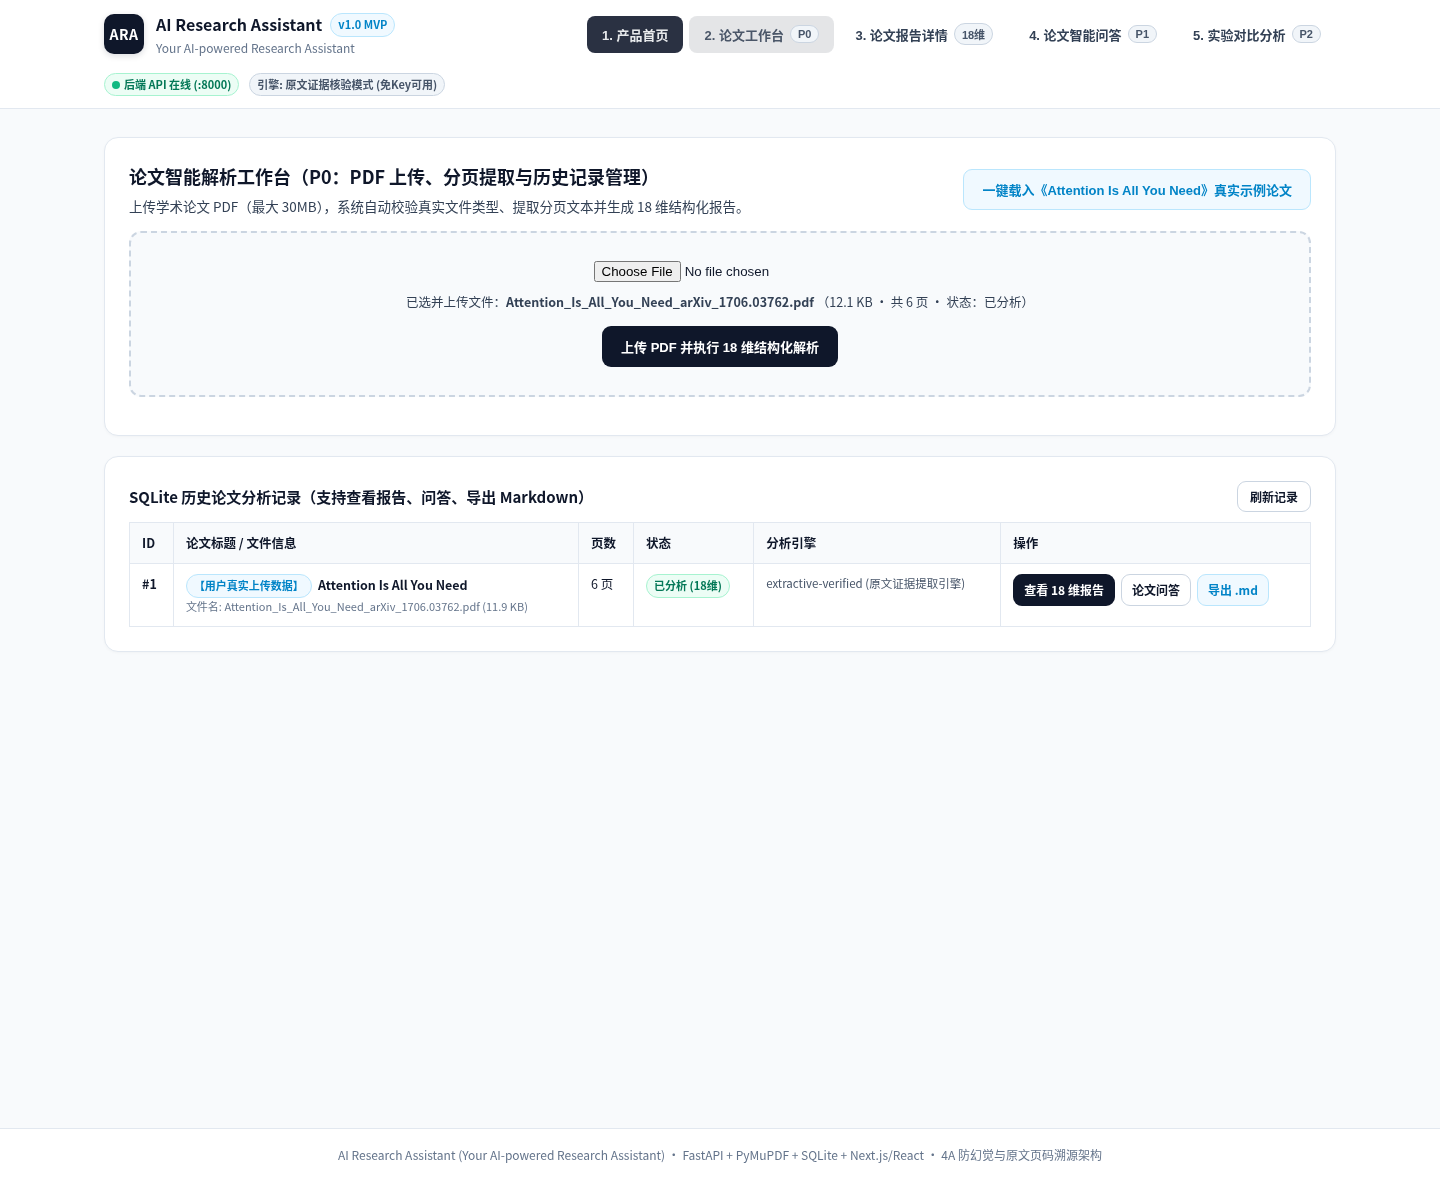 ARA
AI Research Assistant v1.0 MVP
Your AI-powered Research Assistant
1. 产品首页
2. 论文工作台 P0
3. 论文报告详情 18维
4. 论文智能问答 P1
5. 实验对比分析 P2
后端 API 在线 (:8000)
引擎: 原文证据核验模式 (免Key可用)
论文智能解析工作台（P0：PDF 上传、分页提取与历史记录管理）
上传学术论文 PDF（最大 30MB），系统自动校验真实文件类型、提取分页文本并生成 18 维结构化报告。
一键载入《Attention Is All You Need》真实示例论文
Choose File No file chosen
已选并上传文件：Attention_Is_All_You_Need_arXiv_1706.03762.pdf （12.1 KB · 共 6 页 · 状态：已分析）
上传 PDF 并执行 18 维结构化解析
SQLite 历史论文分析记录（支持查看报告、问答、导出 Markdown）
刷新记录
ID 论文标题 / 文件信息 页数 状态 分析引擎 操作
#1 【用户真实上传数据】 Attention Is All You Need 6 页 已分析 (18维) extractive-verified (原文证据提取引擎) 查看 18 维报告 论文问答 导出 .md
文件名: Attention_Is_All_You_Need_arXiv_1706.03762.pdf (11.9 KB)
AI Research Assistant (Your AI-powered Research Assistant) · FastAPI + PyMuPDF + SQLite + Next.js/React · 4A 防幻觉与原文页码溯源架构